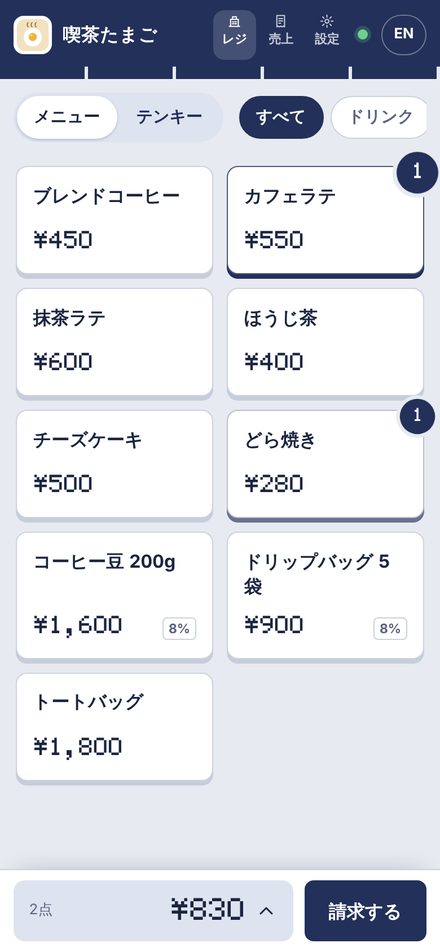 喫茶たまご
レジ
売上
設定
EN
メニュー
テンキー
すべて
ドリンク
ブレンドコーヒー
¥450
1
カフェラテ
¥550
抹茶ラテ
¥600
ほうじ茶
¥400
チーズケーキ
¥500
1
どら焼き
¥280
コーヒー豆 200g
¥1,600
8%
ドリップバッグ 5
袋
¥900
8%
トートバッグ
¥1,800
2点
¥830
請求する